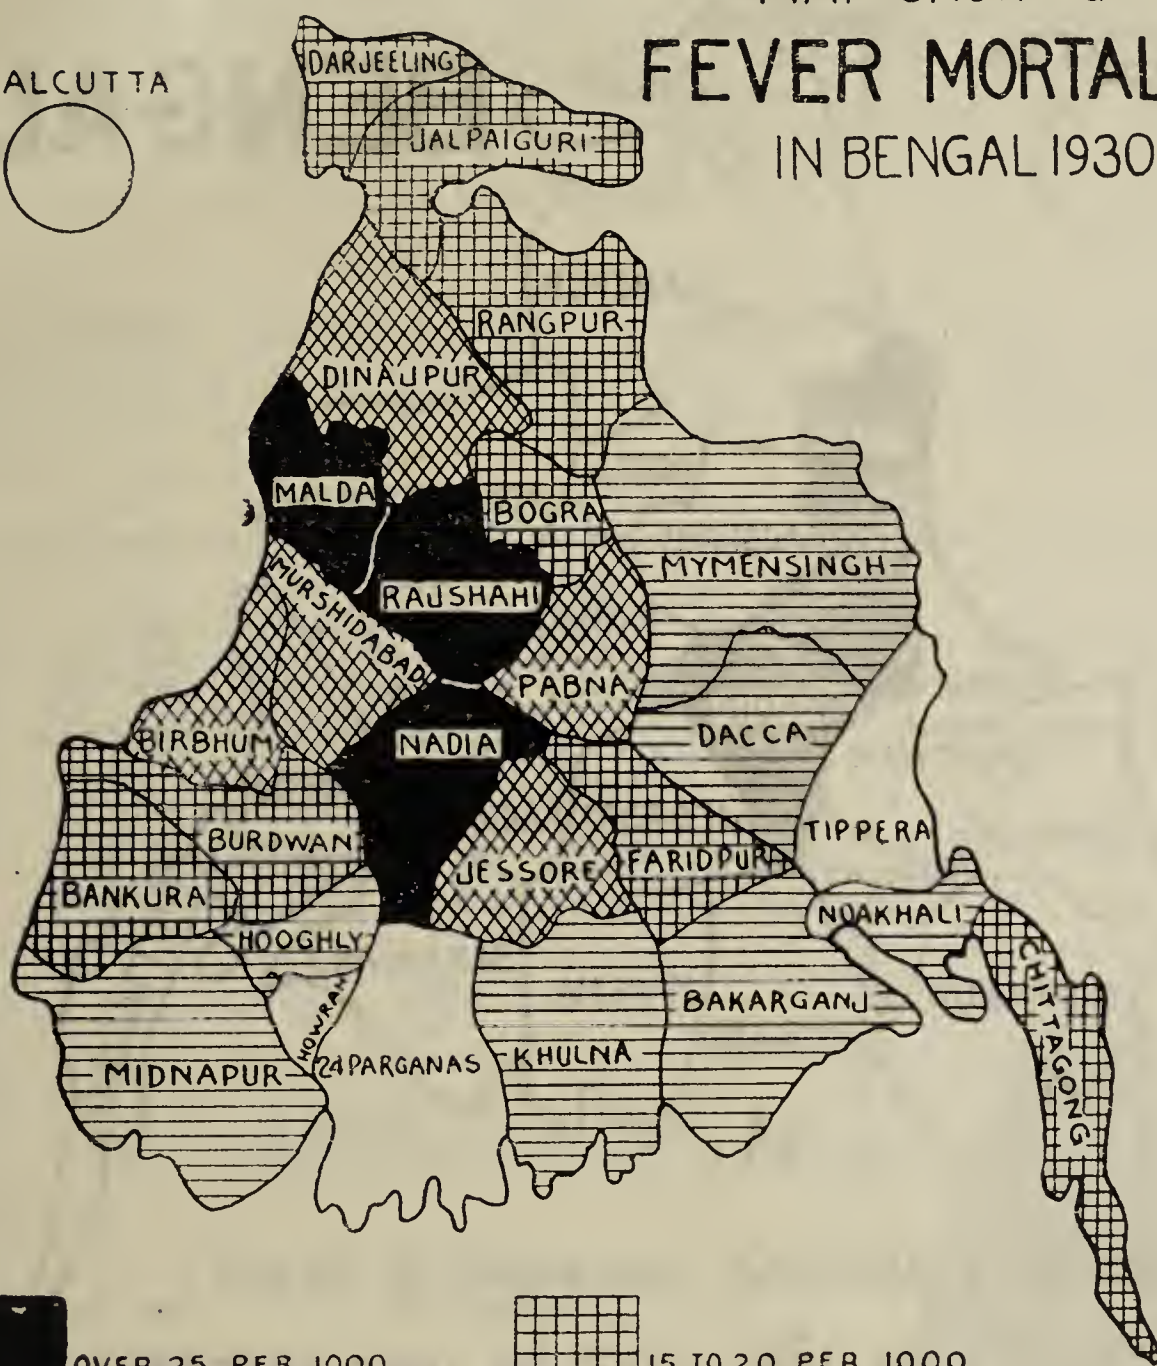 FEVER MORTAL
IN BENGAL 1930
ALCUTTA
DARJEELING
JALPAIGURI
RANGPUR
DINAJPUR
MALDA
BOGRA
MYMENSINGH
MURSHIDABAD
RAJSHAHI
PABNA
BIRBHUM
NADIA
DACCA
BURDWAN
TIPPERA
JESSORE
FARIDPUR
BANKURA
NOAKHALI
HOOGHLY
CHITTAGONG
BAKARGANJ
HOWRAH
24 PARGANAS
KHULNA
MIDNAPUR
OVER 25 PER 1000
15 TO 20 PER 1000